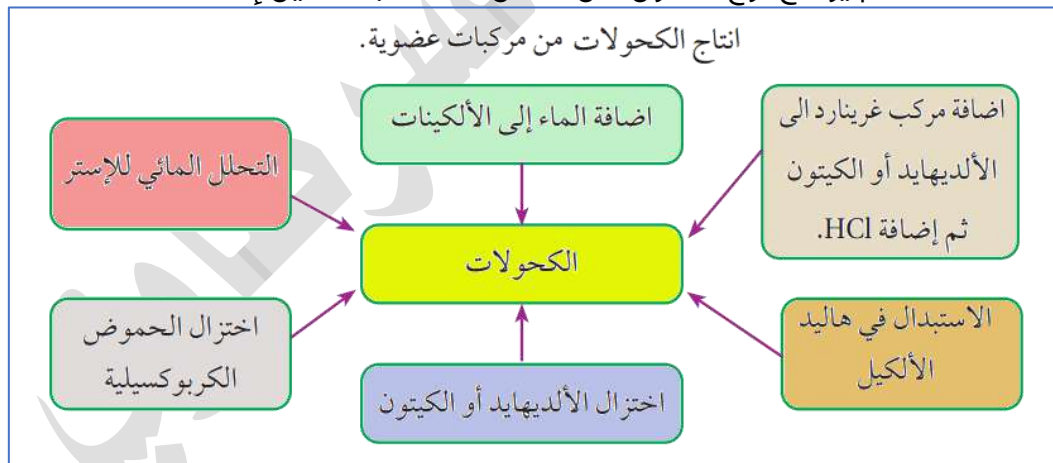 انتاج الكحولات من مركبات عضوية.
اضافة مركب غرينارد الى
الألديهايد أو الكيتون
ثم إضافة HCl.
اضافة الماء إلى الألكينات
التحلل المائي للإستر
الكحولات
الاستبدال في هاليد
الألكيل
اختزال الألديهايد أو الكيتون
اختزال الحموض
الكربوكسيلية